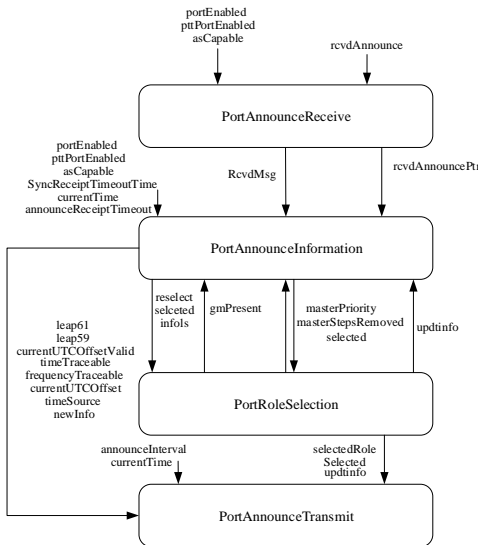 portEnabled
pttPortEnabled
asCapable
rcvdAnnounce
PortAnnounceReceive
portEnabled
pttPortEnabled
asCapable
SyncReceiptTimeoutTime
currentTime
announceReceiptTimeout
RcvdMsg
rcvdAnnouncePtr
PortAnnounceInformation
reselect
selceted
infoIs
gmPresent
masterPriority
masterStepsRemoved
selected
updtinfo
leap61
leap59
currentUTCOffsetValid
timeTraceable
frequencyTraceable
currentUTCOffset
timeSource
newInfo
PortRoleSelection
announceInterval
currentTime
selectedRole
Selected
updtinfo
PortAnnounceTransmit